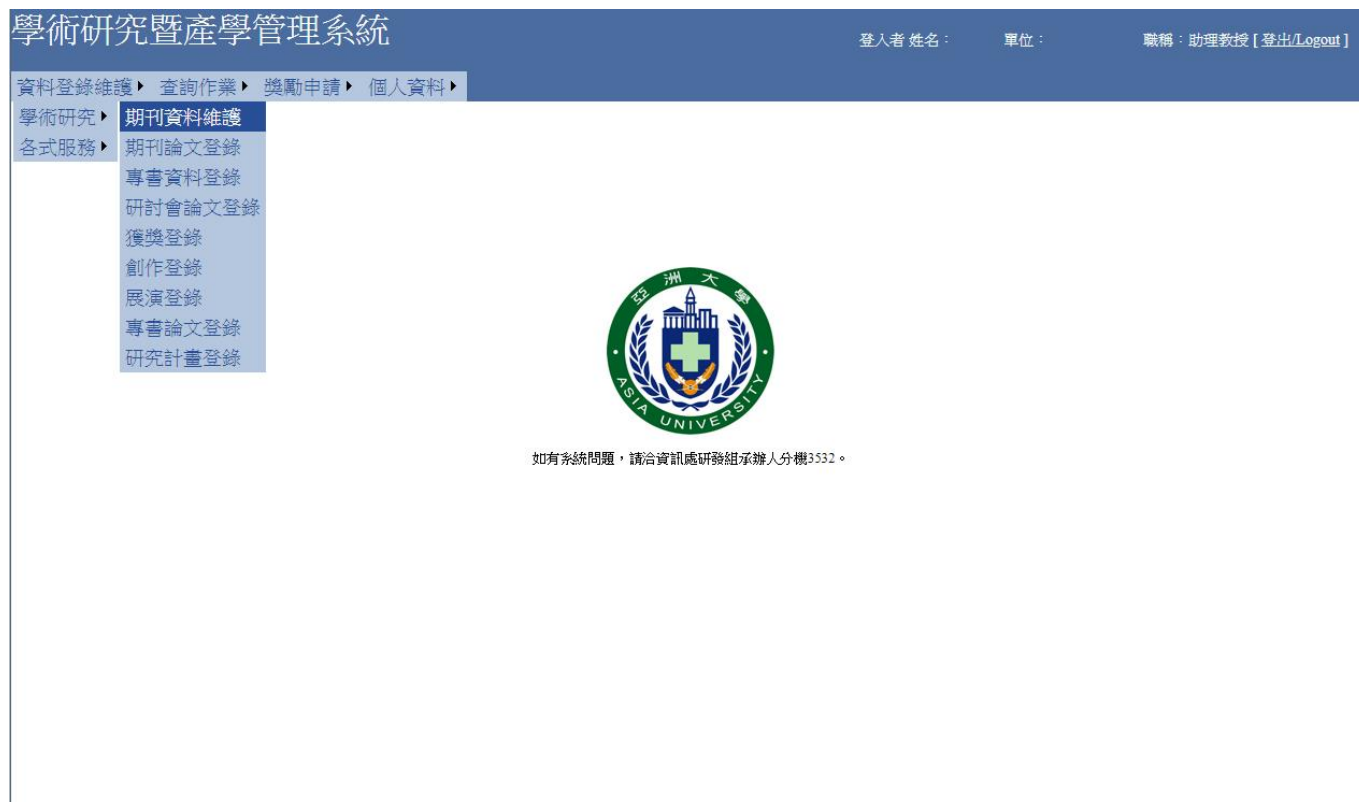 學術研究暨產學管理系統
登入者 姓名： 單位： 職稱：助理教授 [ 登出/Logout ]
資料登錄維護 查詢作業 獎勵申請 個人資料
學術研究 期刊資料維護
各式服務 期刊論文登錄
專書資料登錄
研討會論文登錄
獲獎登錄
創作登錄
展演登錄
專書論文登錄
研究計畫登錄
亞洲大學
ASIA UNIVERSITY
如有系統問題，請洽資訊處研發組承辦人分機3532。